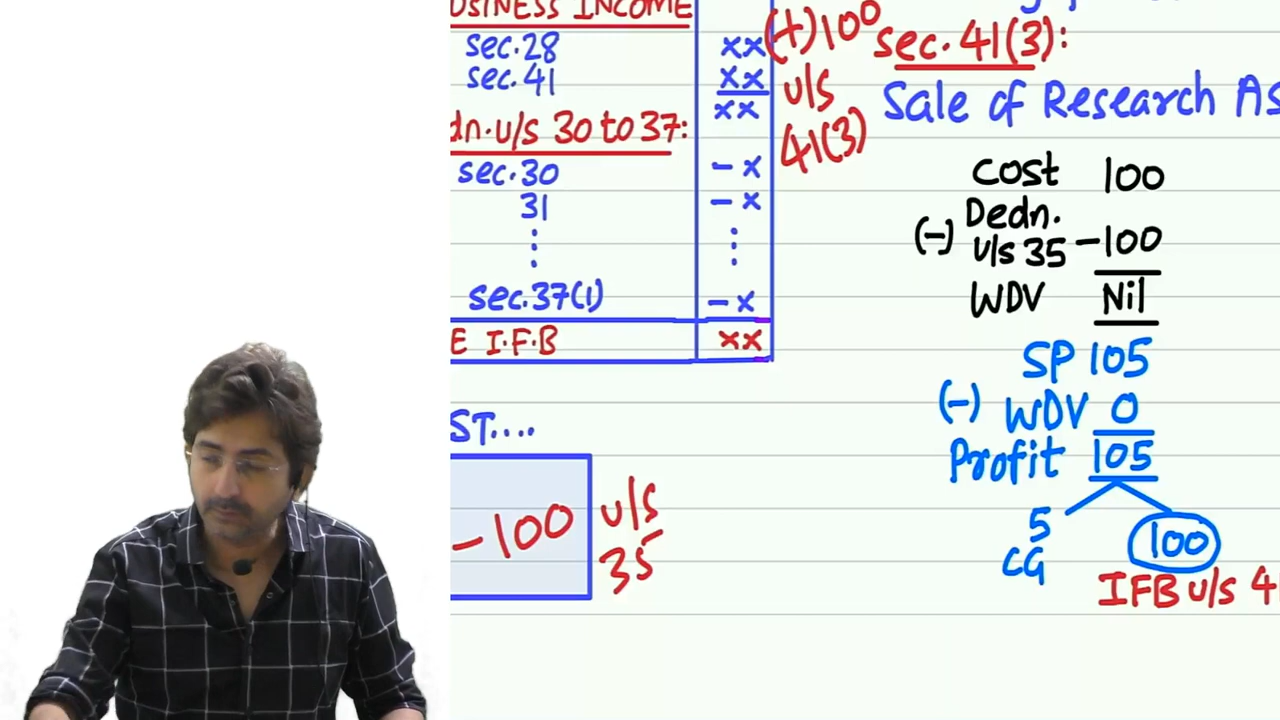 USINESS INCOME
sec.28 xx
sec.41 xx
xx
dn.u/s 30 to 37:
sec.30 - x
31 - x
sec.37(1) - x
E I.F.B xx
(+)100
u/s
41(3)
ST....
-100 u/s
35
sec.41(3):
Sale of Research As
Cost 100
(-) Dedn.
u/s 35 -100
WDV Nil
SP 105
(-) WDV 0
Profit 105
5 100
CG
IFB u/s 41